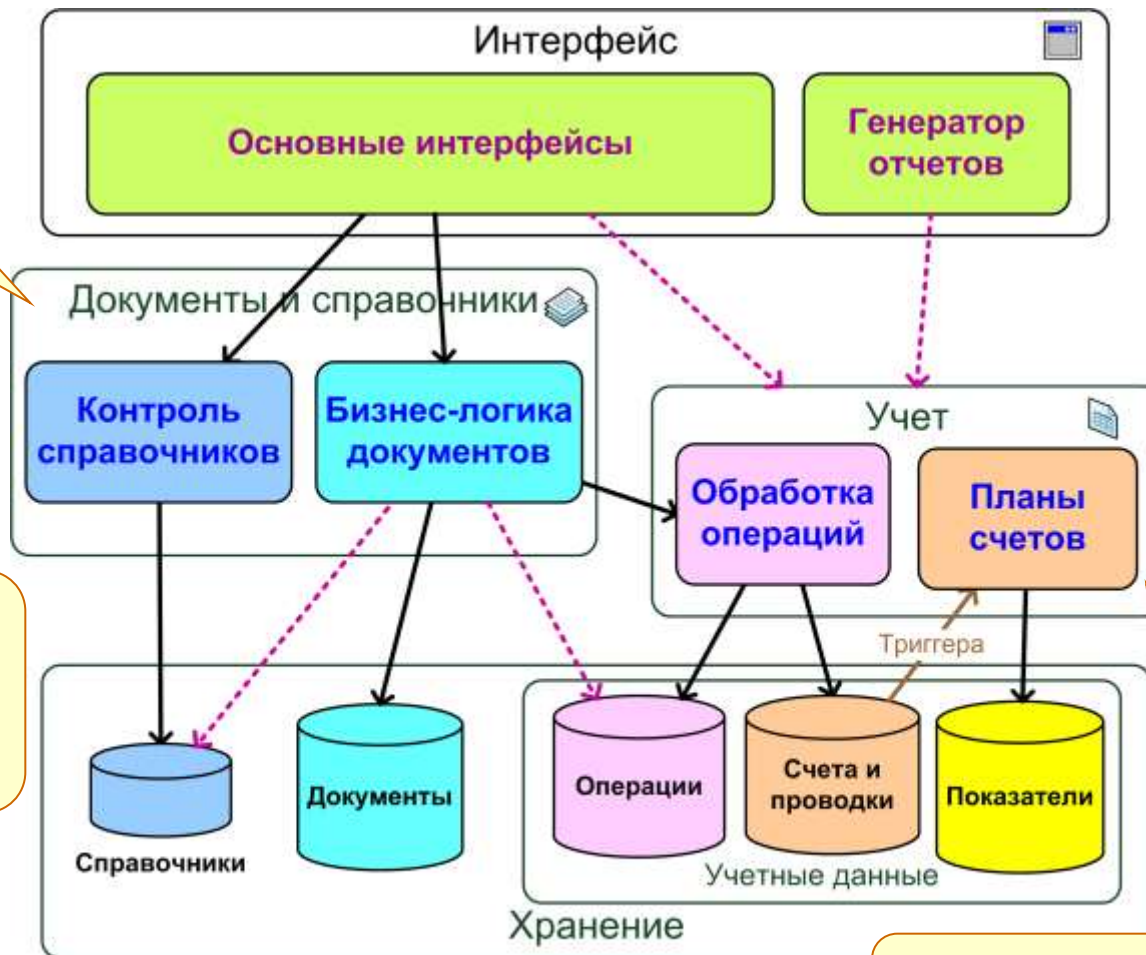 Интерфейс
Основные интерфейсы
Генератор
отчетов
Документы и справочники
Контроль
справочников
Бизнес-логика
документов
Учет
Обработка
операций
Планы
счетов
Триггера
Справочники
Документы
Операции
Счета и
проводки
Показатели
Учетные данные
Хранение